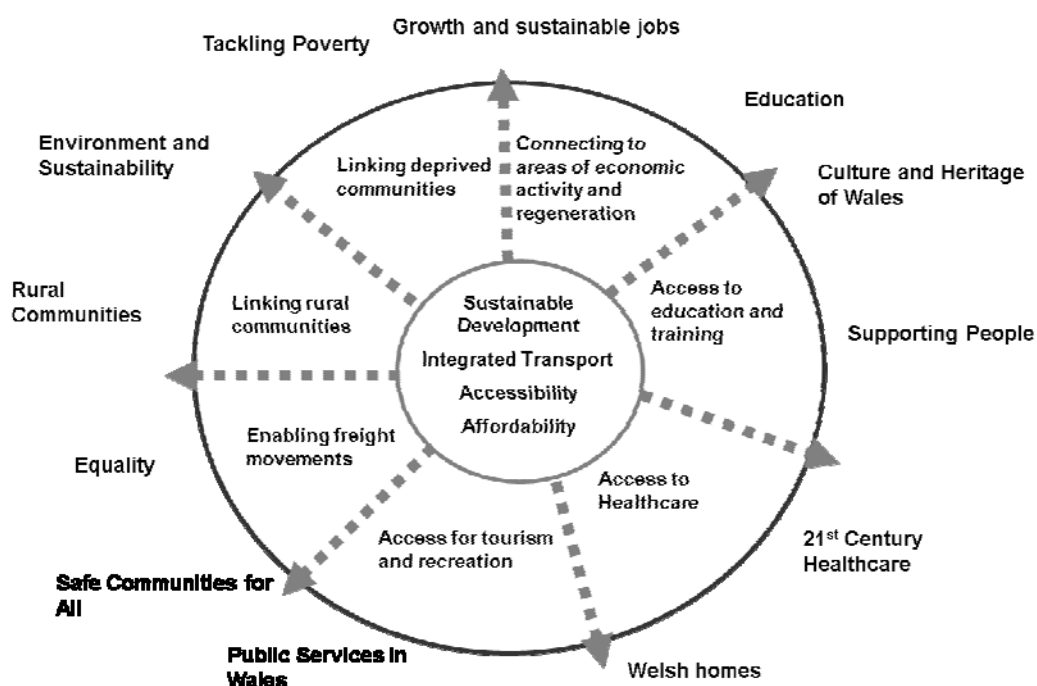 Growth and sustainable jobs
Tackling Poverty
Education
Environment and
Sustainability
Culture and Heritage
of Wales
Linking deprived
communities
Connecting to
areas of economic
activity and
regeneration
Rural
Communities
Linking rural
communities
Sustainable
Development
Integrated Transport
Accessibility
Affordability
Access to
education and
training
Supporting People
Equality
Enabling freight
movements
Access for tourism
and recreation
Access to
Healthcare
21st Century
Healthcare
Safe Communities for
All
Public Services in
Wales
Welsh homes